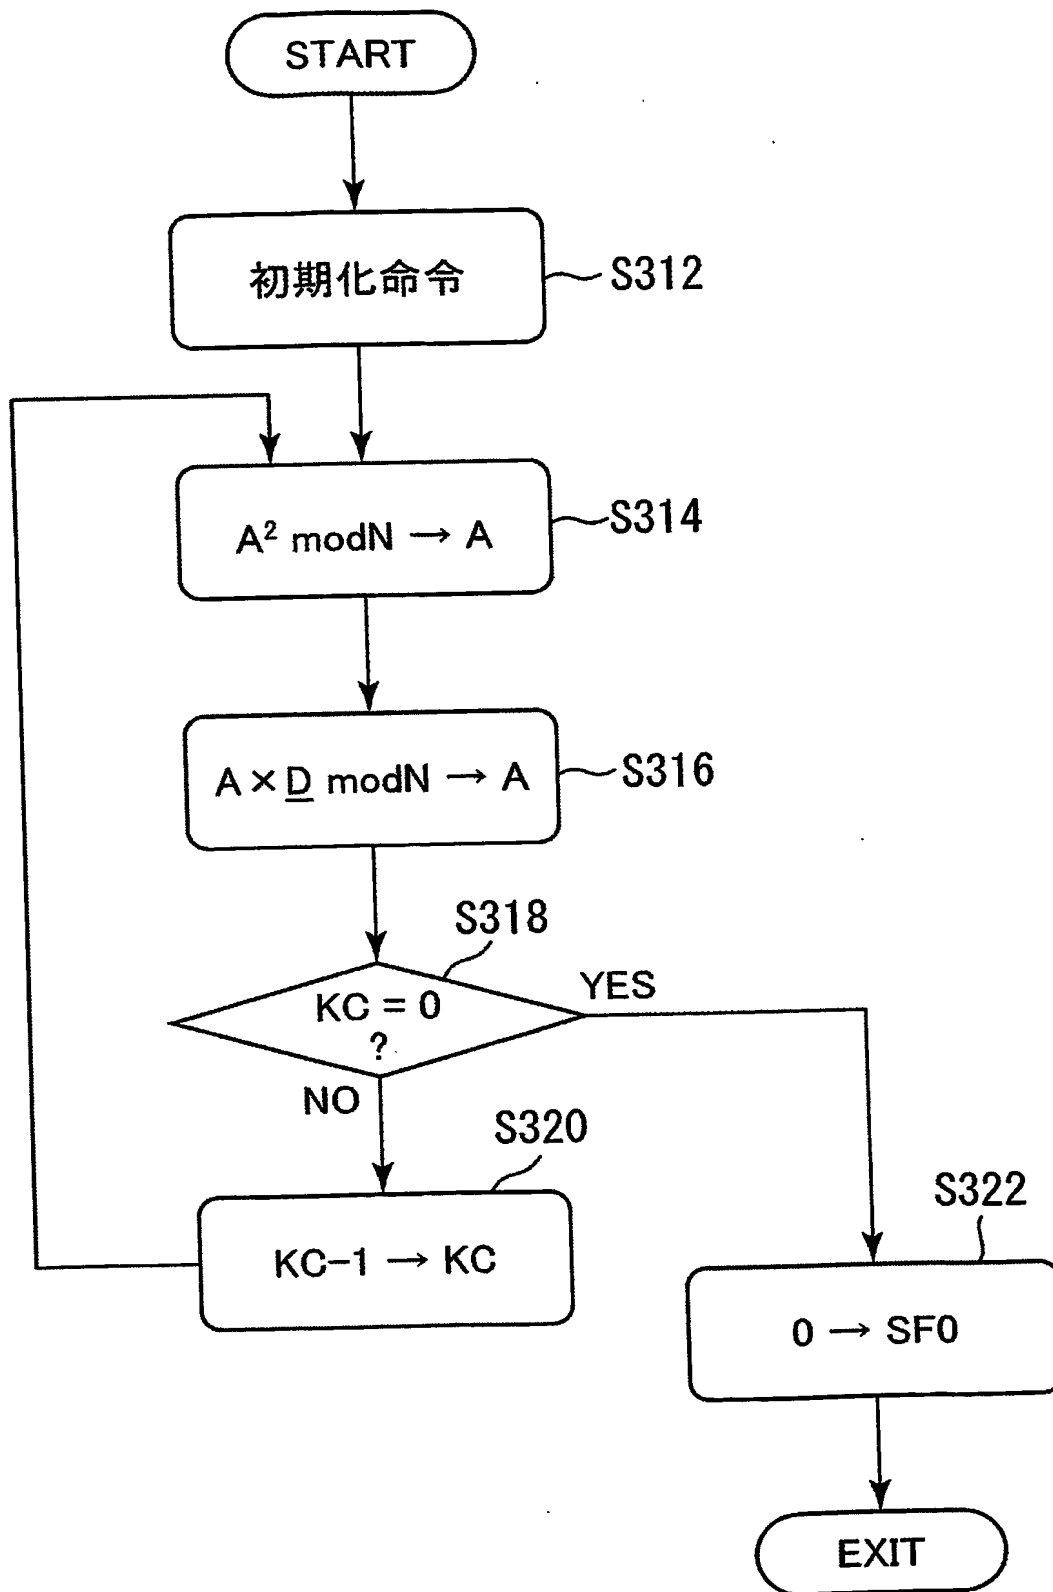 START
初期化命令
S312
A² modN → A
S314
A × D modN → A
S316
S318
KC = 0
?
YES
NO
S320
KC−1 → KC
S322
0 → SF0
EXIT